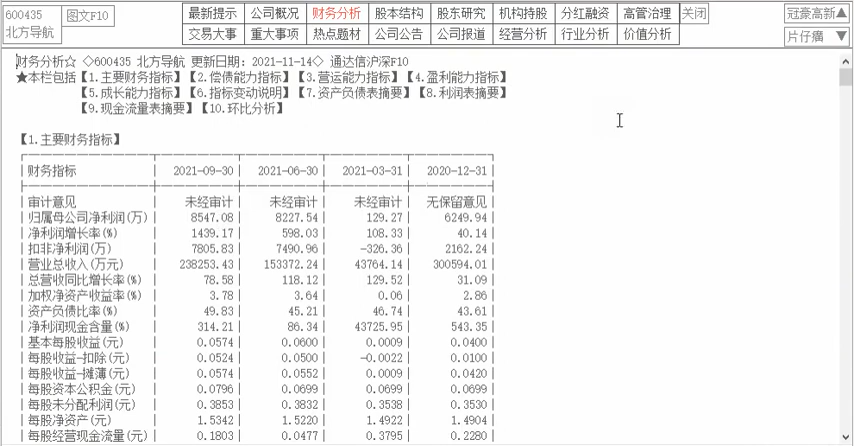 600435 图文F10 最新提示 公司概况 财务分析 股本结构 股东研究 机构持股 分红融资 高管治理 关闭 冠豪高新▲
北方导航 交易大事 重大事项 热点题材 公司公告 公司报道 经营分析 行业分析 价值分析 片仔癀 ▼
财务分析☆ ◇600435 北方导航 更新日期：2021-11-14◇ 通达信沪深F10
★本栏包括【1.主要财务指标】【2.偿债能力指标】【3.营运能力指标】【4.盈利能力指标】
【5.成长能力指标】【6.指标变动说明】【7.资产负债表摘要】【8.利润表摘要】
【9.现金流量表摘要】【10.环比分析】
【1.主要财务指标】
财务指标 2021-09-30 2021-06-30 2021-03-31 2020-12-31
审计意见 未经审计 未经审计 未经审计 无保留意见
归属母公司净利润(万) 8547.08 8227.54 129.27 6249.94
净利润增长率(%) 1439.17 598.03 108.33 40.14
扣非净利润(万) 7805.83 7490.96 -326.36 2162.24
营业总收入(万元) 238253.43 153372.24 43764.14 300594.01
总营收同比增长率(%) 78.58 118.12 129.52 31.09
加权净资产收益率(%) 3.78 3.64 0.06 2.86
资产负债比率(%) 49.83 45.21 46.74 43.61
净利润现金含量(%) 314.21 86.34 43725.95 543.35
基本每股收益(元) 0.0574 0.0600 0.0009 0.0400
每股收益-扣除(元) 0.0524 0.0500 -0.0022 0.0100
每股收益-摊薄(元) 0.0574 0.0552 0.0009 0.0420
每股资本公积金(元) 0.0796 0.0699 0.0699 0.0699
每股未分配利润(元) 0.3853 0.3832 0.3538 0.3530
每股净资产(元) 1.5342 1.5220 1.4922 1.4904
每股经营现金流量(元) 0.1803 0.0477 0.3795 0.2280